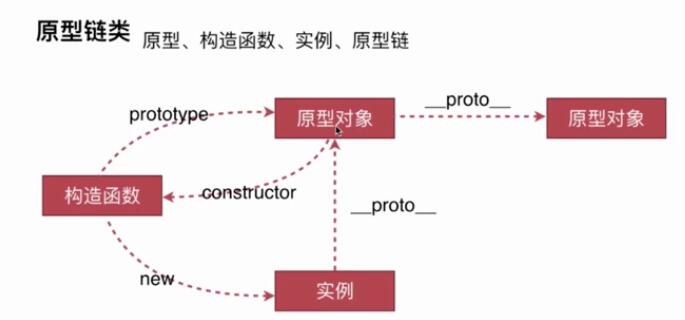 原型链类
原型、构造函数、实例、原型链
prototype
原型对象
__proto__
原型对象
构造函数
constructor
__proto__
new
实例